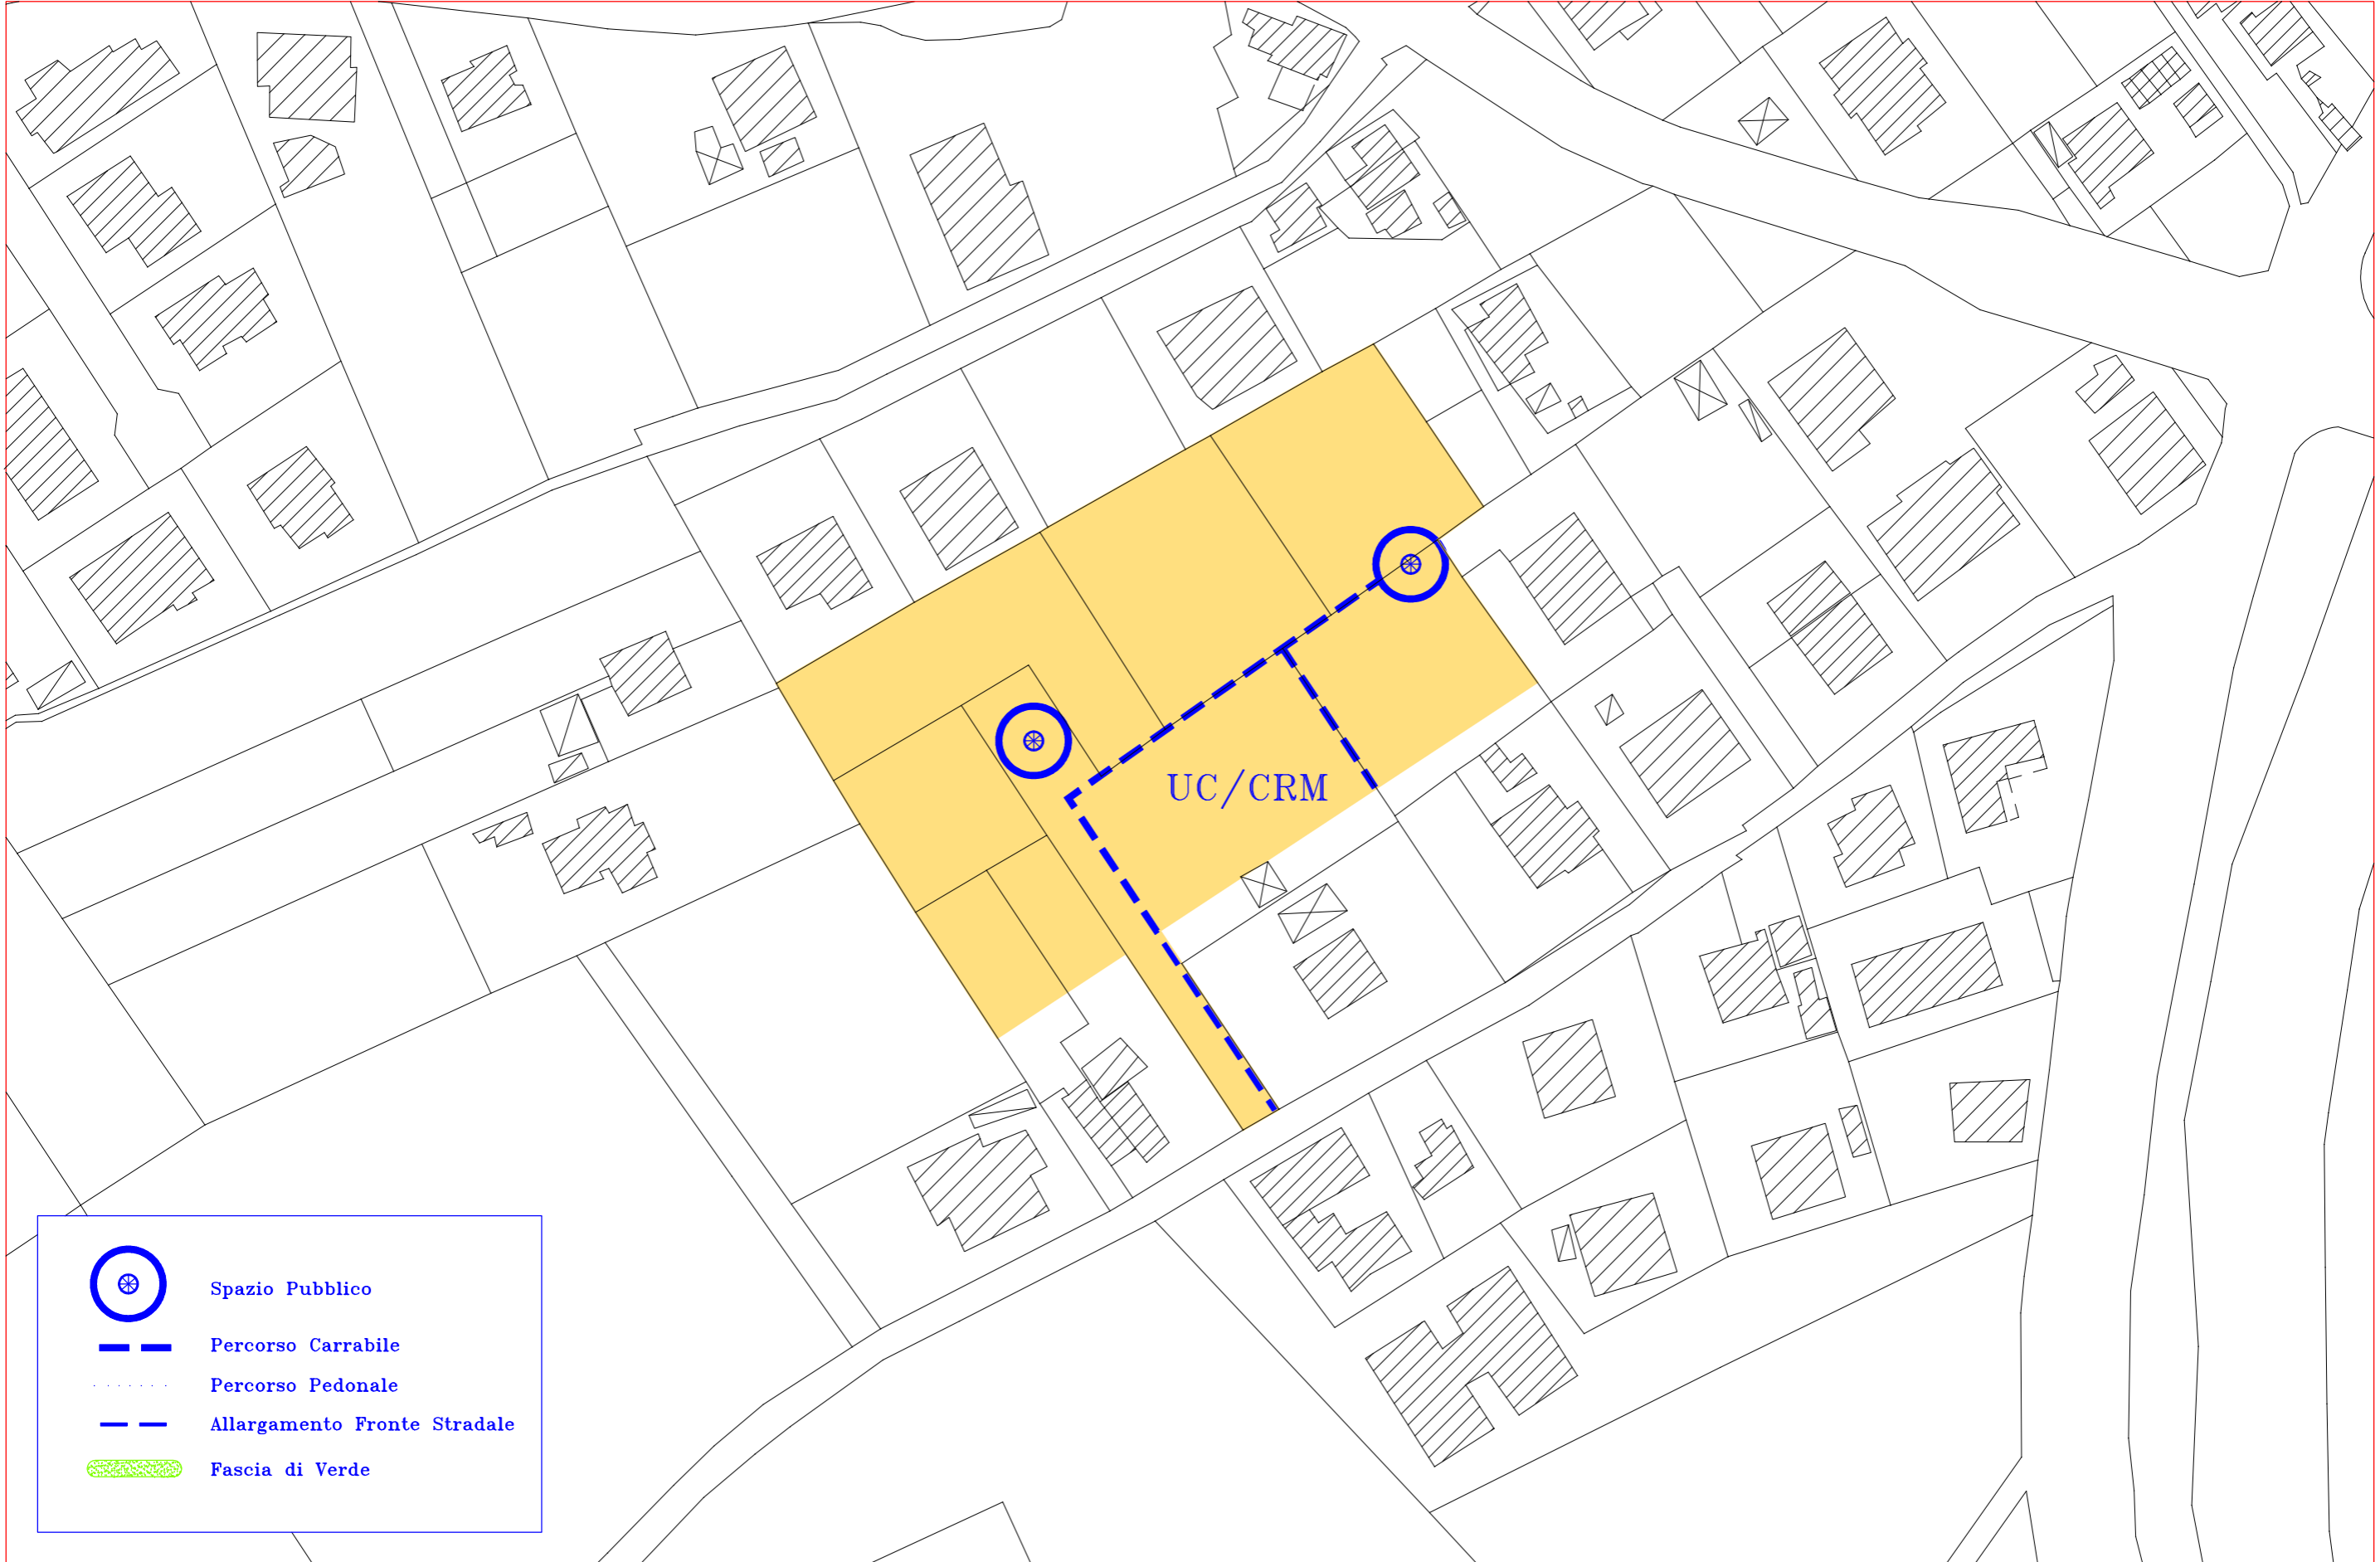 UC/CRM
Spazio Pubblico
Percorso Carrabile
Percorso Pedonale
Allargamento Fronte Stradale
Fascia di Verde